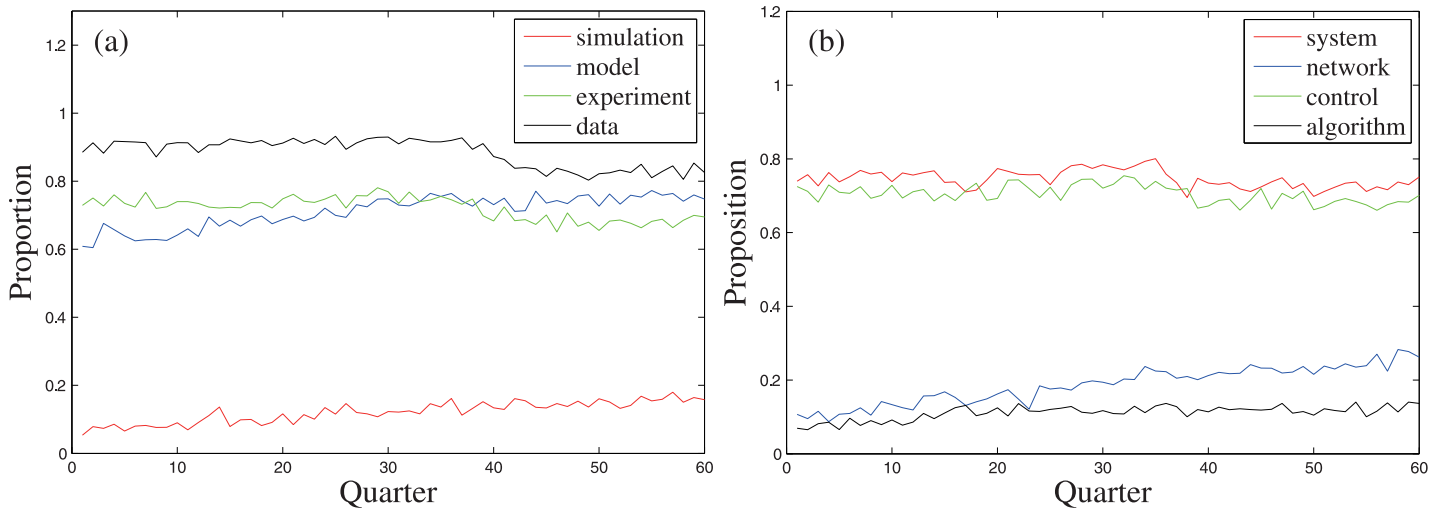 (a)
simulation
model
experiment
data
1.2
1
0.8
0.6
0.4
0.2
0
0 10 20 30 40 50 60
Proportion
Quarter
(b)
system
network
control
algorithm
1.2
1
0.8
0.6
0.4
0.2
0
0 10 20 30 40 50 60
Proposition
Quarter